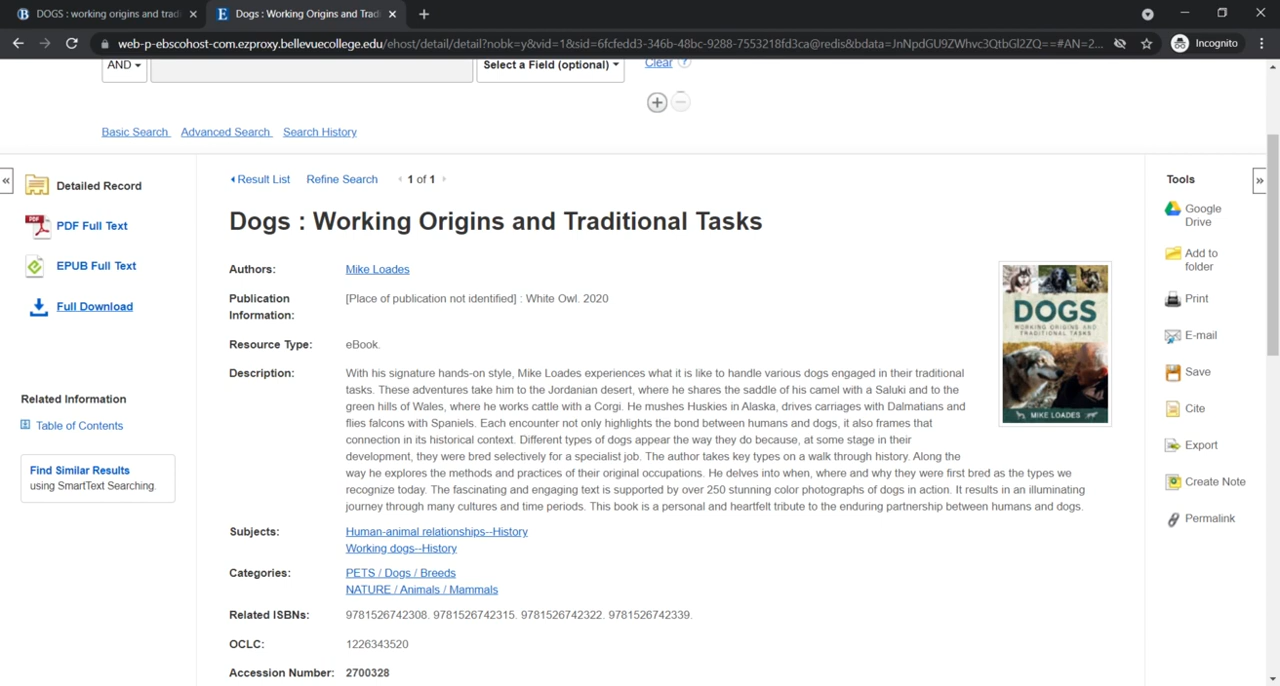 DOGS : working origins and tradi
Dogs : Working Origins and Trad
web-p-ebscohost-com.ezproxy.bellevuecollege.edu/ehost/detail/detail?nobk=y&vid=1&sid=6fcfedd3-346b-48bc-9288-7553218fd3ca@redis&bdata=JnNpdGU9ZWhvc3QtbGl2ZQ==#AN=2...
Incognito
AND
Select a Field (optional)
Clear
?
Basic Search Advanced Search Search History
Detailed Record
PDF
PDF Full Text
EPUB Full Text
Full Download
Related Information
Table of Contents
Find Similar Results
using SmartText Searching.
Result List Refine Search 1 of 1
Dogs : Working Origins and Traditional Tasks
Authors: Mike Loades
Publication Information: [Place of publication not identified] : White Owl. 2020
Resource Type: eBook.
Description: With his signature hands-on style, Mike Loades experiences what it is like to handle various dogs engaged in their traditional
tasks. These adventures take him to the Jordanian desert, where he shares the saddle of his camel with a Saluki and to the
green hills of Wales, where he works cattle with a Corgi. He mushes Huskies in Alaska, drives carriages with Dalmatians and
flies falcons with Spaniels. Each encounter not only highlights the bond between humans and dogs, it also frames that
connection in its historical context. Different types of dogs appear the way they do because, at some stage in their
development, they were bred selectively for a specialist job. The author takes key types on a walk through history. Along the
way he explores the methods and practices of their original occupations. He delves into when, where and why they were first bred as the types we
recognize today. The fascinating and engaging text is supported by over 250 stunning color photographs of dogs in action. It results in an illuminating
journey through many cultures and time periods. This book is a personal and heartfelt tribute to the enduring partnership between humans and dogs.
Subjects: Human-animal relationships--History
Working dogs--History
Categories: PETS / Dogs / Breeds
NATURE / Animals / Mammals
Related ISBNs: 9781526742308. 9781526742315. 9781526742322. 9781526742339.
OCLC: 1226343520
Accession Number: 2700328
DOGS
WORKING ORIGINS AND
TRADITIONAL TASKS
MIKE LOADES
Tools
Google
Drive
Add to
folder
Print
E-mail
Save
Cite
Export
Create Note
Permalink